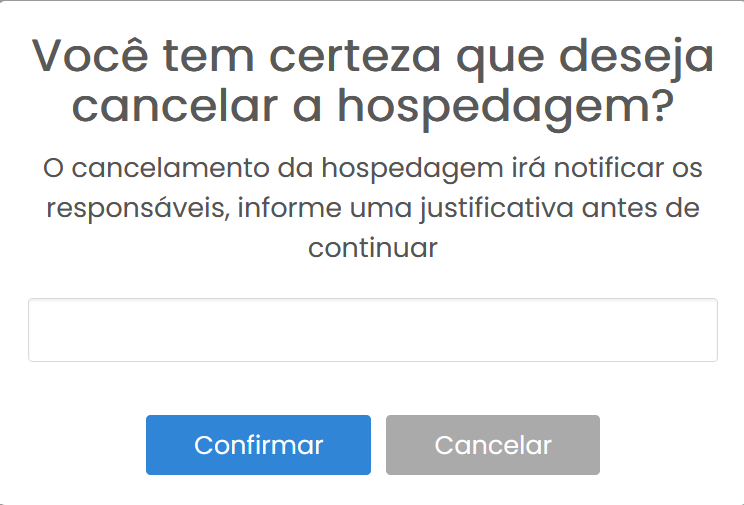 Você tem certeza que deseja
cancelar a hospedagem?
O cancelamento da hospedagem irá notificar os
responsáveis, informe uma justificativa antes de
continuar
Confirmar
Cancelar